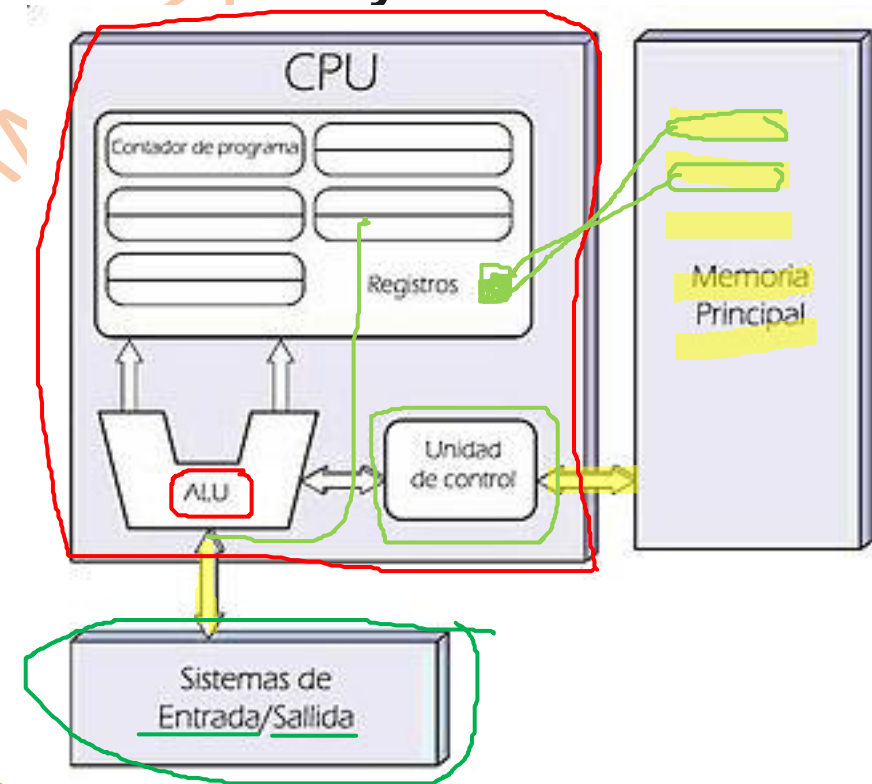 CPU
Contador de programa
Registros
Memoria
Principal
Unidad
de control
ALU
Sistemas de
Entrada/Sallida